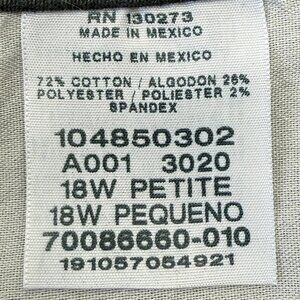 RN 130273
MADE IN MEXICO
HECHO EN MEXICO
72% COTTON / ALGODON 26%
POLYESTER / POLIESTER 2%
SPANDEX
104850302
A001 3020
18W PETITE
18W PEQUENO
70086660-010
191057054921